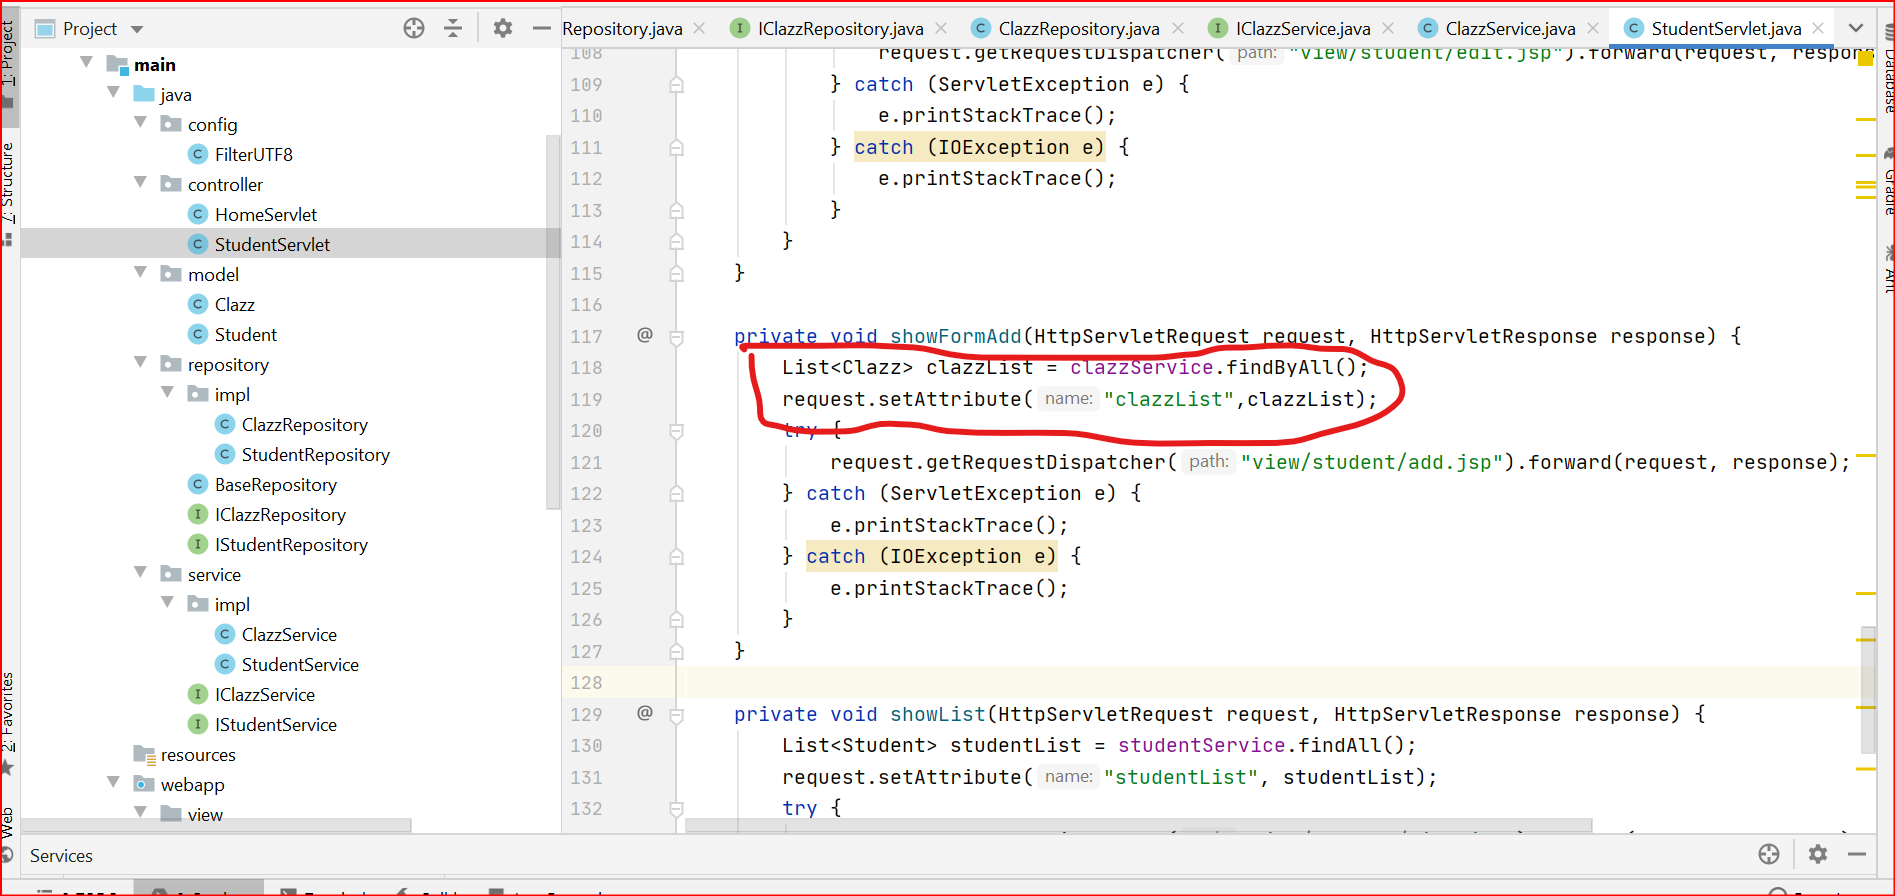 Project
Repository.java
IClazzRepository.java
ClazzRepository.java
IClazzService.java
ClazzService.java
StudentServlet.java
1: Project
7: Structure
2: Favorites
Web
main
java
config
FilterUTF8
controller
HomeServlet
StudentServlet
model
Clazz
Student
repository
impl
ClazzRepository
StudentRepository
BaseRepository
IClazzRepository
IStudentRepository
service
impl
ClazzService
StudentService
IClazzService
IStudentService
resources
webapp
view
108 request.getRequestDispatcher( path: "view/student/edit.jsp").forward(request, respon
109 } catch (ServletException e) {
110 e.printStackTrace();
111 } catch (IOException e) {
112 e.printStackTrace();
113 }
114 }
115 }
116
117 @ private void showFormAdd(HttpServletRequest request, HttpServletResponse response) {
118 List<Clazz> clazzList = clazzService.findByAll();
119 request.setAttribute( name: "clazzList",clazzList);
120 try {
121 request.getRequestDispatcher( path: "view/student/add.jsp").forward(request, response);
122 } catch (ServletException e) {
123 e.printStackTrace();
124 } catch (IOException e) {
125 e.printStackTrace();
126 }
127 }
128
129 @ private void showList(HttpServletRequest request, HttpServletResponse response) {
130 List<Student> studentList = studentService.findAll();
131 request.setAttribute( name: "studentList", studentList);
132 try {
Database
Gradle
Ant
Services